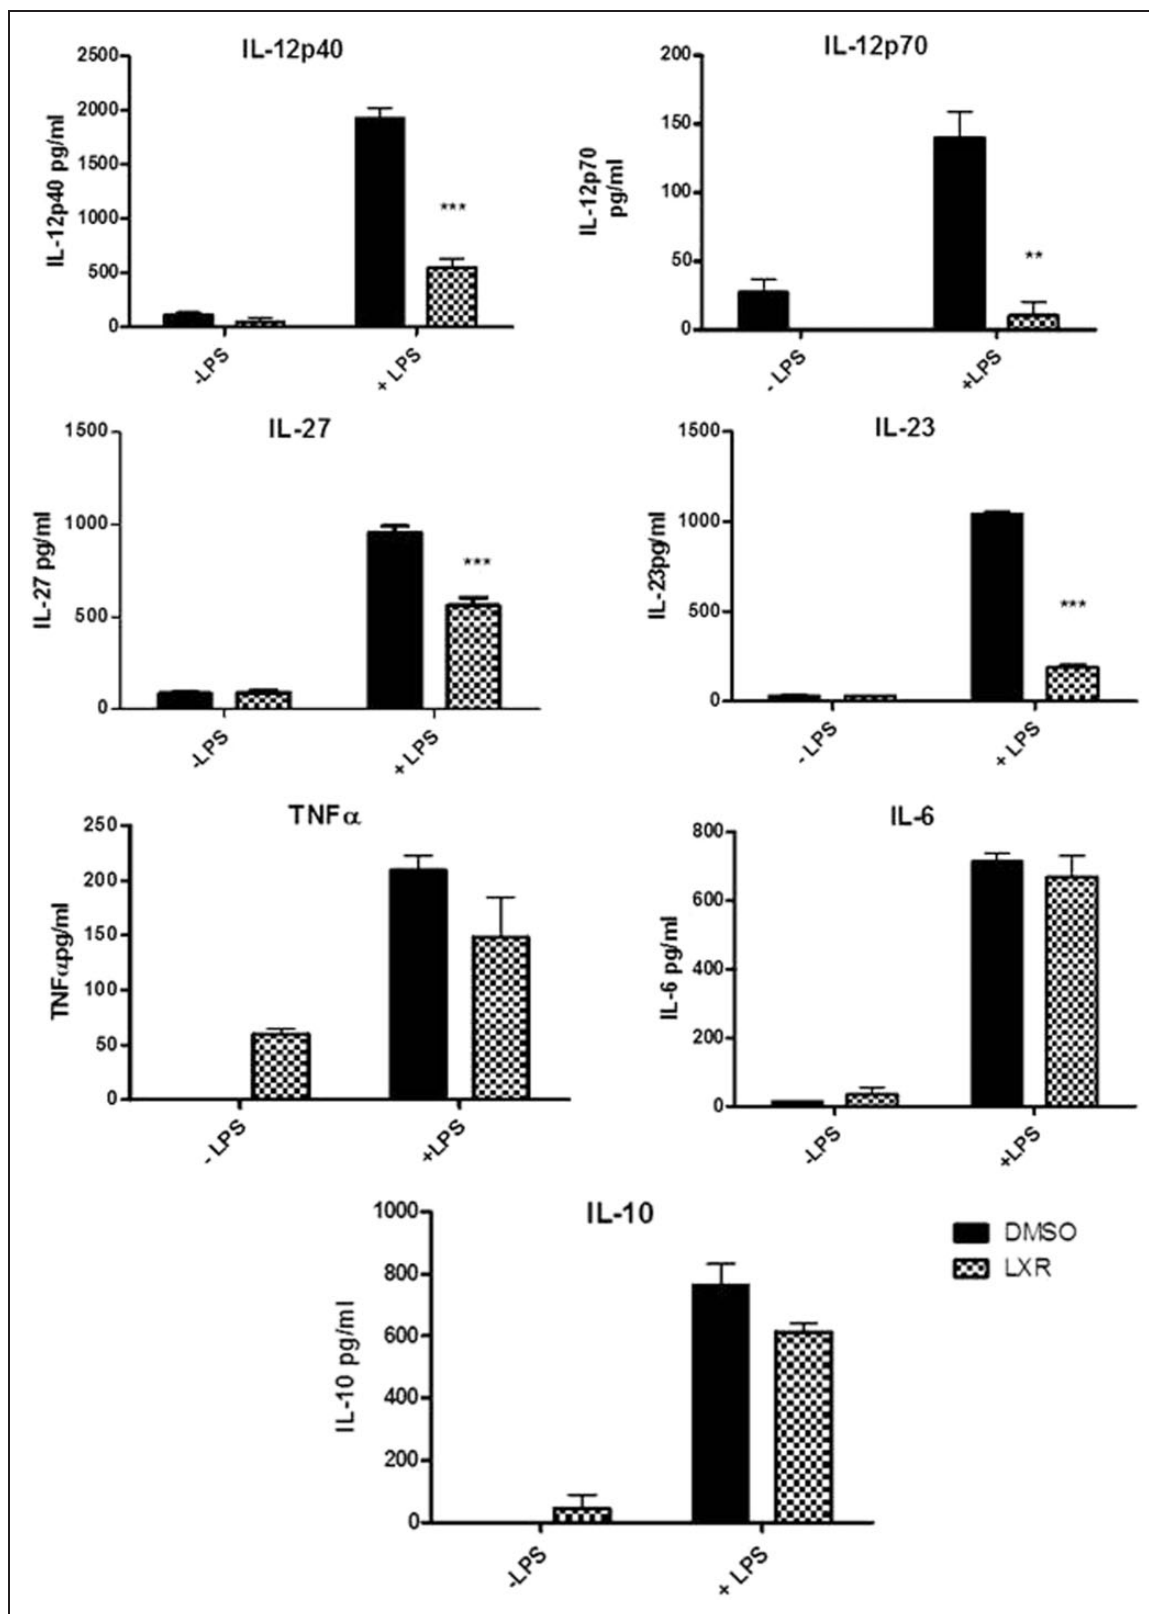 IL-12p40
2500
2000
1500
1000
500
0
IL-12p40 pg/ml
***
-LPS
+ LPS
IL-12p70
200
150
100
50
0
IL-12p70
pg/ml
**
- LPS
+LPS
IL-27
1500
1000
500
0
IL-27 pg/ml
***
-LPS
+ LPS
IL-23
1500
1000
500
0
IL-23pg/ml
***
- LPS
+ LPS
TNFα
250
200
150
100
50
0
TNFαpg/ml
- LPS
+LPS
IL-6
800
600
400
200
0
IL-6 pg/ml
-LPS
+LPS
IL-10
1000
800
600
400
200
0
IL-10 pg/ml
-LPS
+ LPS
DMSO
LXR